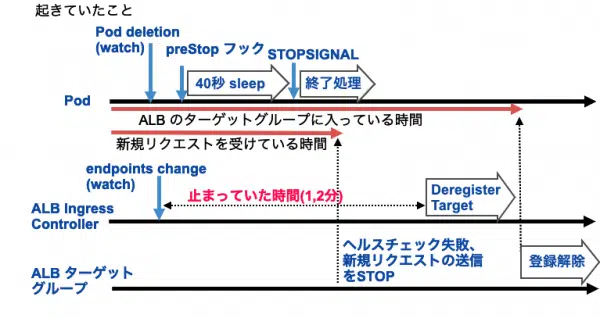 起きていたこと
Pod deletion
(watch)
preStop フック
STOPSIGNAL
40秒 sleep
終了処理
Pod
ALB のターゲットグループに入っている時間
新規リクエストを受けている時間
endpoints change
(watch)
止まっていた時間(1,2分)
Deregister
Target
ALB Ingress
Controller
ヘルスチェック失敗、
新規リクエストの送信
をSTOP
登録解除
ALB ターゲット
グループ